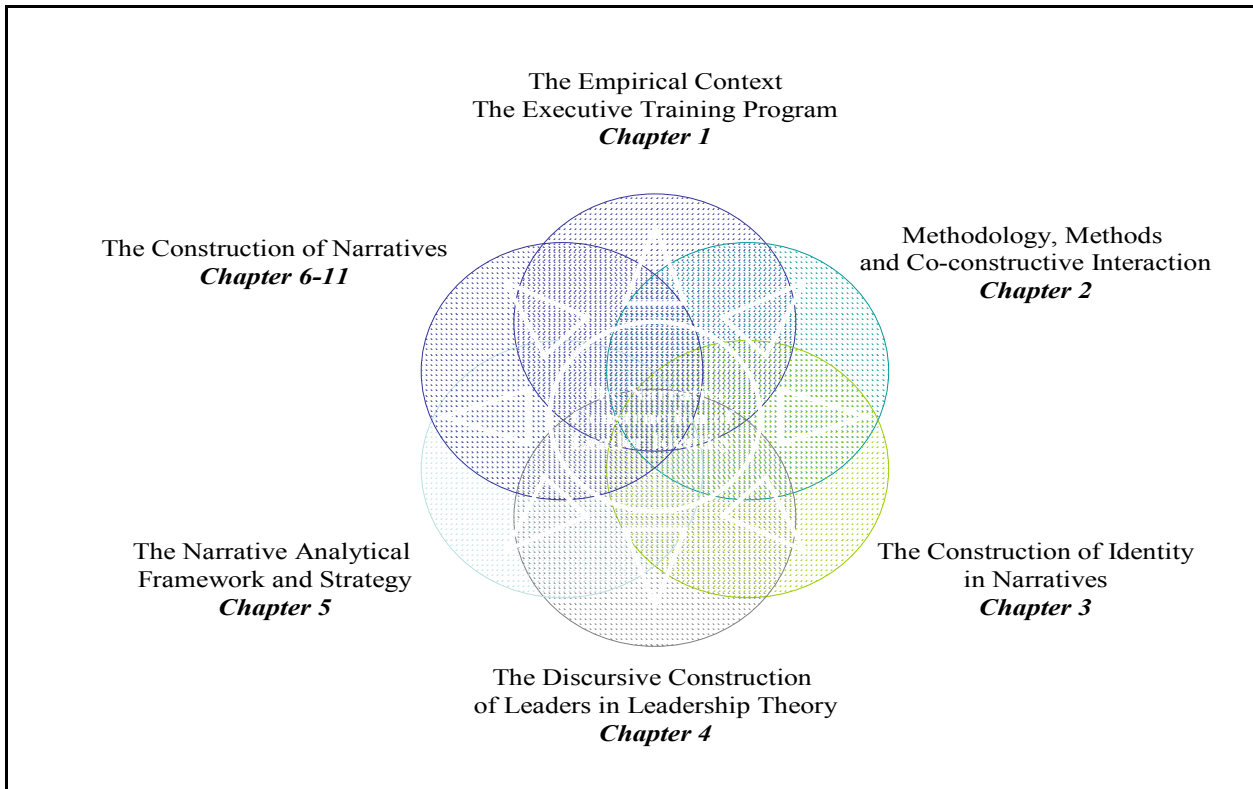 The Empirical Context
The Executive Training Program
Chapter 1
Methodology, Methods
and Co-constructive Interaction
Chapter 2
The Construction of Identity
in Narratives
Chapter 3
The Discursive Construction
of Leaders in Leadership Theory
Chapter 4
The Narrative Analytical
Framework and Strategy
Chapter 5
The Construction of Narratives
Chapter 6-11